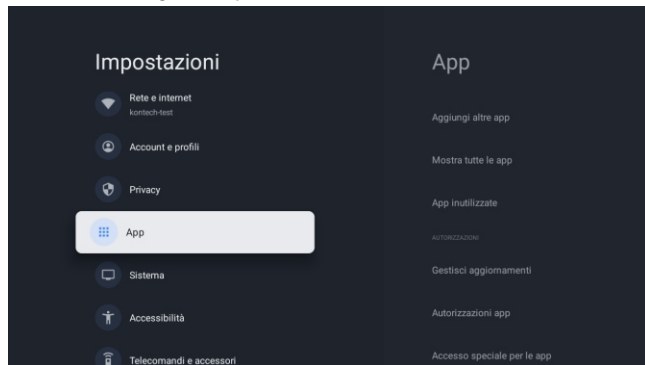 Impostazioni
Rete e internet
kontech-test
Account e profili
Privacy
App
Sistema
Accessibilità
Telecomandi e accessori
App
Aggiungi altre app
Mostra tutte le app
App inutilizzate
AUTORIZZAZIONI
Gestisci aggiornamenti
Autorizzazioni app
Accesso speciale per le app